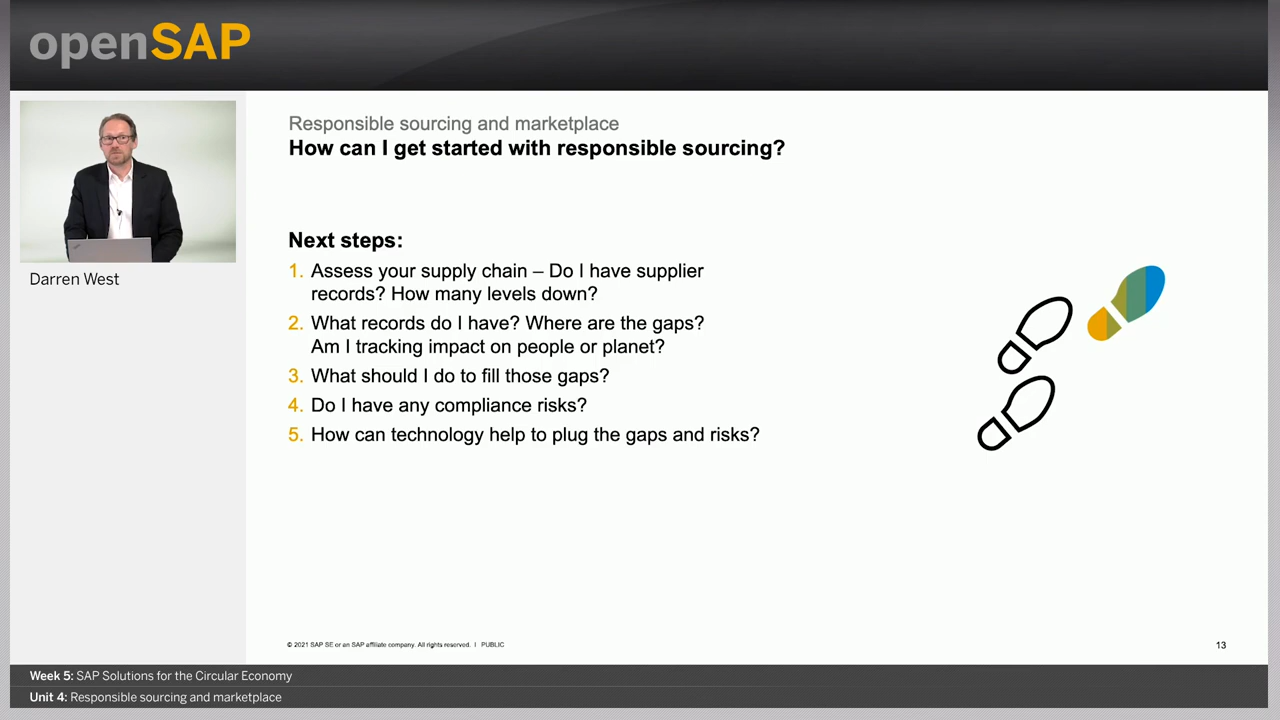 openSAP
Darren West
Responsible sourcing and marketplace
How can I get started with responsible sourcing?
Next steps:
1. Assess your supply chain – Do I have supplier
records? How many levels down?
2. What records do I have? Where are the gaps?
Am I tracking impact on people or planet?
3. What should I do to fill those gaps?
4. Do I have any compliance risks?
5. How can technology help to plug the gaps and risks?
© 2021 SAP SE or an SAP affiliate company. All rights reserved. I PUBLIC
13
Week 5: SAP Solutions for the Circular Economy
Unit 4: Responsible sourcing and marketplace